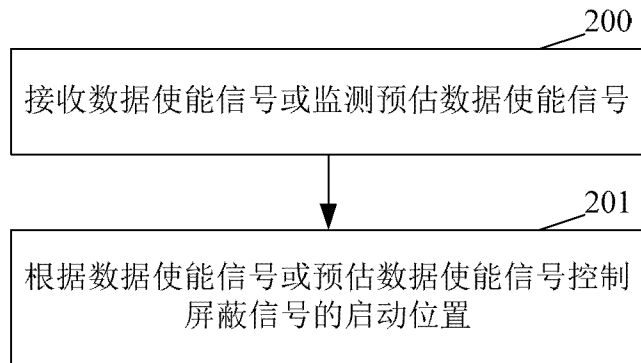 200
接收数据使能信号或监测预估数据使能信号
201
根据数据使能信号或预估数据使能信号控制
屏蔽信号的启动位置